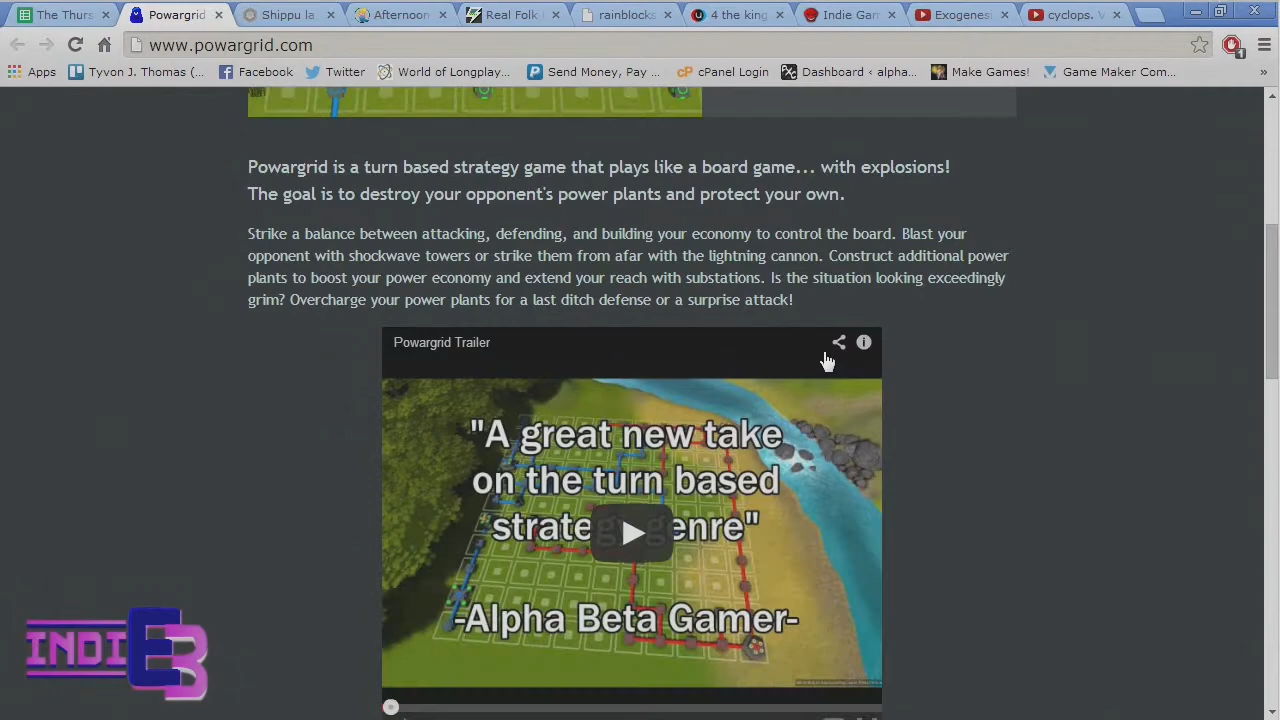 The Thurs
Powargrid
Shippu la
Afternoon
Real Folk
rainblocks
4 the king
Indie Gam
Exogenes
cyclops. V
www.powargrid.com
1
Apps
Tyvon J. Thomas (...
Facebook
Twitter
World 1 Longplay...
Send Money, Pay ...
cPanel Login
Dashboard ‹ alpha...
Make Games!
Game Maker Com...
»
Powargrid is a turn based strategy game that plays like a board game... with explosions!
The goal is to destroy your opponent's power plants and protect your own.
Strike a balance between attacking, defending, and building your economy to control the board. Blast your
opponent with shockwave towers or strike them from afar with the lightning cannon. Construct additional power
plants to boost your power economy and extend your reach with substations. Is the situation looking exceedingly
grim? Overcharge your power plants for a last ditch defense or a surprise attack!
Powargrid Trailer
"A great new take
on the turn based
strategy genre"
-Alpha Beta Gamer-
INDIE3